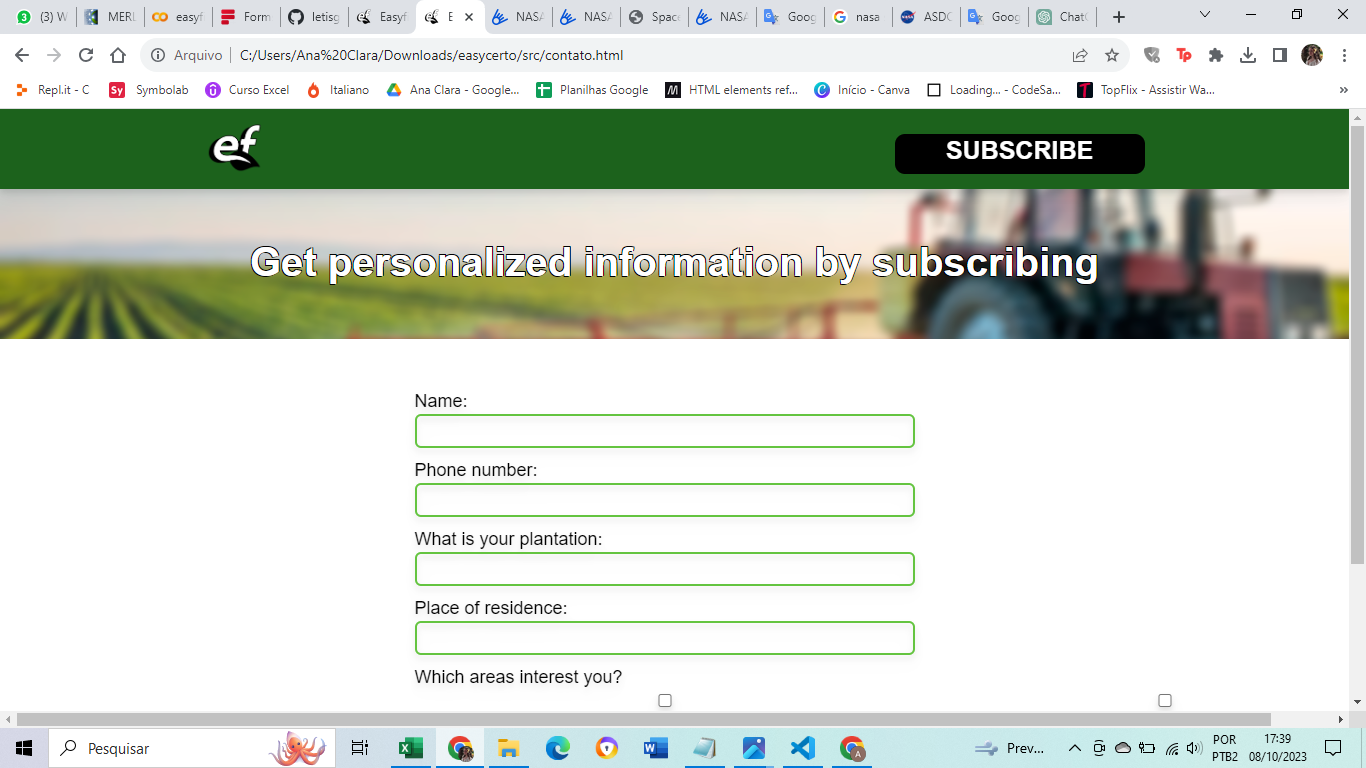 (3) W
MERL
easyf
Form
letisg
Easyf
E
NASA
NASA
Space
NASA
Goog
nasa
ASDC
Goog
ChatG
Arquivo
C:/Users/Ana%20Clara/Downloads/easycerto/src/contato.html
Repl.it - C
Symbolab
Curso Excel
Italiano
Ana Clara - Google...
Planilhas Google
HTML elements ref...
Início - Canva
Loading... - CodeSa...
TopFlix - Assistir Wa...
ef
SUBSCRIBE
Get personalized information by subscribing
Name:
Phone number:
What is your plantation:
Place of residence:
Which areas interest you?
Pesquisar
Prev...
POR
PTB2
17:39
08/10/2023